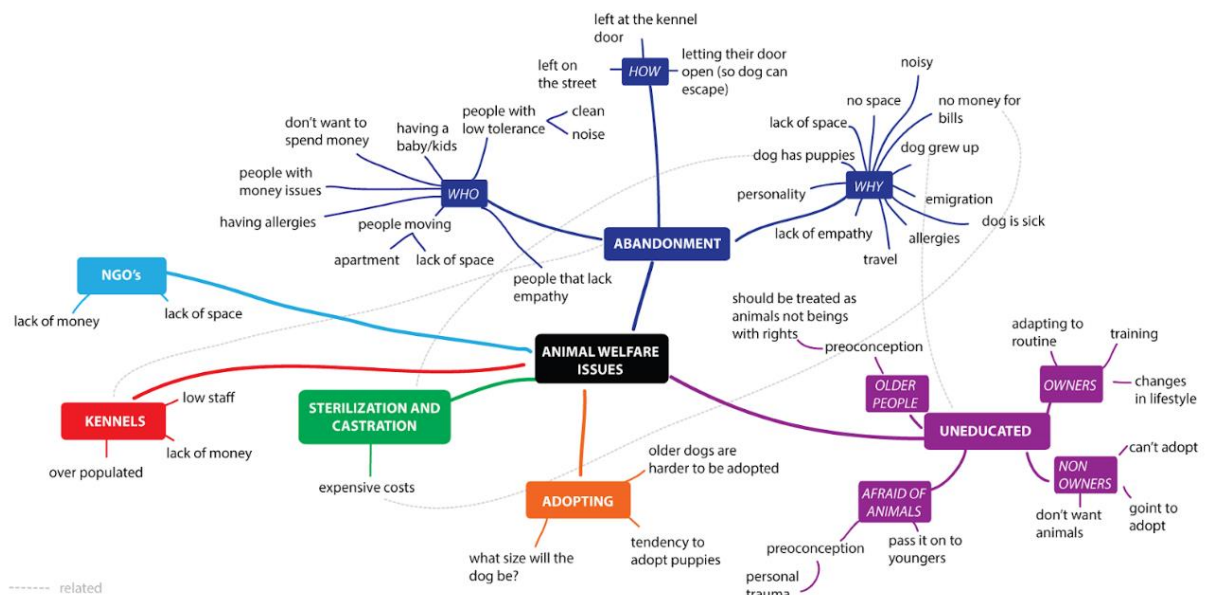 left at the kennel
door
HOW
left on
the street
letting their door
open (so dog can
escape)
people with
low tolerance
clean
noise
having a
baby/kids
don't want to
spend money
people with
money issues
having allergies
WHO
people moving
apartment
lack of space
people that lack
empathy
noisy
no space
no money for
bills
lack of space
dog has puppies
dog grew up
personality
WHY
emigration
dog is sick
lack of empathy
allergies
travel
ABANDONMENT
NGO's
lack of money
lack of space
ANIMAL WELFARE
ISSUES
KENNELS
low staff
lack of money
over populated
STERILIZATION AND
CASTRATION
expensive costs
ADOPTING
older dogs are
harder to be adopted
what size will the
dog be?
tendency to
adopt puppies
should be treated as
animals not beings
with rights
preoconception
OLDER
PEOPLE
UNEDUCATED
adapting to
routine
training
OWNERS
changes
in lifestyle
NON
OWNERS
can't adopt
goint to
adopt
don't want
animals
AFRAID OF
ANIMALS
preoconception
pass it on to
youngers
personal
trauma
related